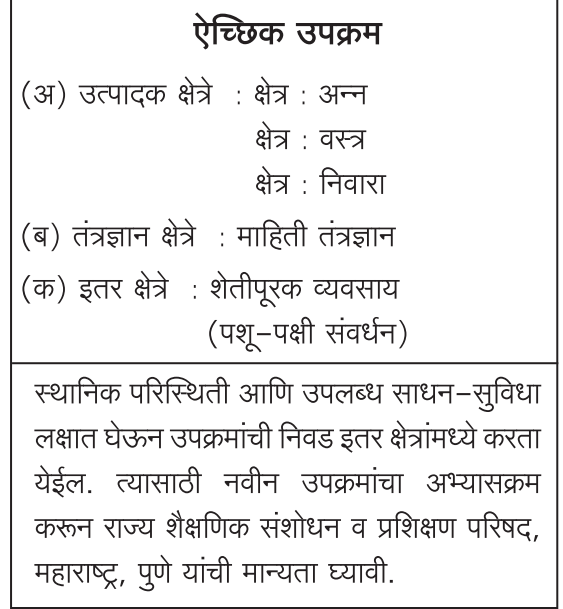 ऐच्छिक उपक्रम
(अ) उत्पादक क्षेत्रे : क्षेत्र : अन्न
क्षेत्र : वस्त्र
क्षेत्र : निवारा
(ब) तंत्रज्ञान क्षेत्रे : माहिती तंत्रज्ञान
(क) इतर क्षेत्रे : शेतीपूरक व्यवसाय
(पशू-पक्षी संवर्धन)
स्थानिक परिस्थिती आणि उपलब्ध साधन-सुविधा
लक्षात घेऊन उपक्रमांची निवड इतर क्षेत्रांमध्ये करता
येईल. त्यासाठी नवीन उपक्रमांचा अभ्यासक्रम
करून राज्य शैक्षणिक संशोधन व प्रशिक्षण परिषद,
महाराष्ट्र, पुणे यांची मान्यता घ्यावी.